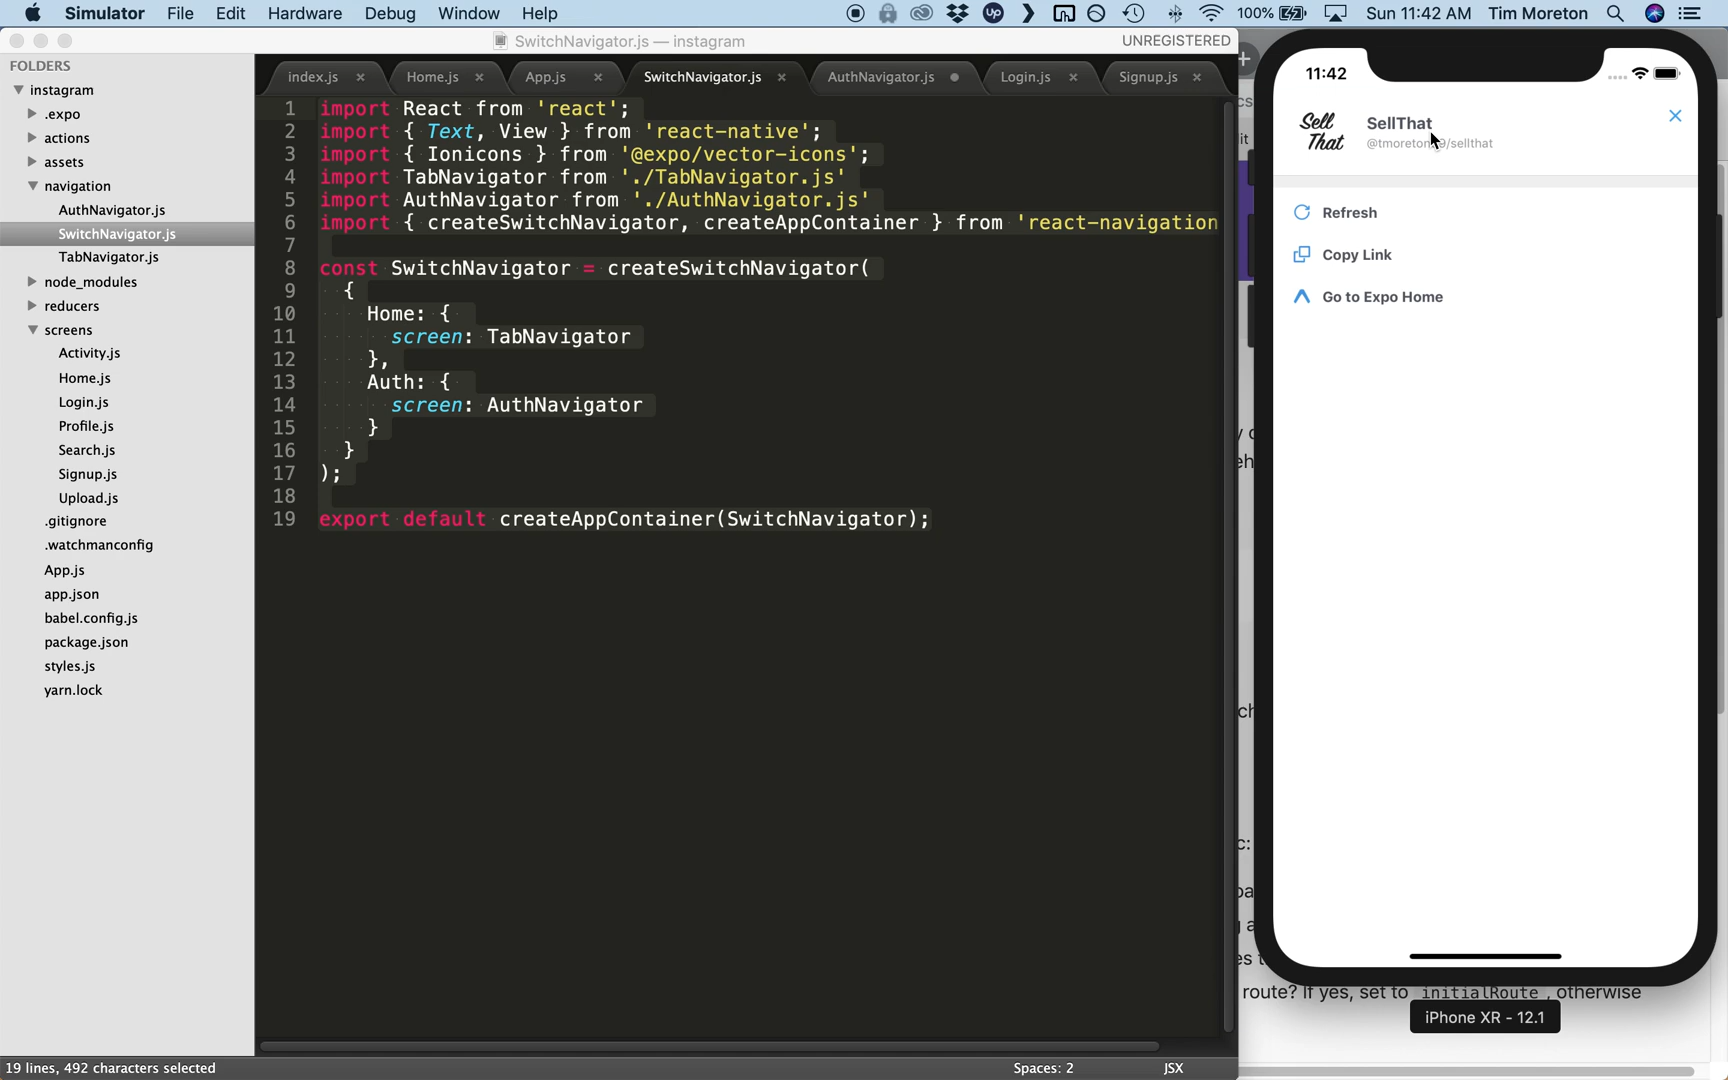 Simulator File Edit Hardware Debug Window Help 100% Sun 11:42 AM Tim Moreton
SwitchNavigator.js — instagram UNREGISTERED
FOLDERS
instagram
.expo
actions
assets
navigation
AuthNavigator.js
SwitchNavigator.js
TabNavigator.js
node_modules
reducers
screens
Activity.js
Home.js
Login.js
Profile.js
Search.js
Signup.js
Upload.js
.gitignore
.watchmanconfig
App.js
app.json
babel.config.js
package.json
styles.js
yarn.lock
index.js Home.js App.js SwitchNavigator.js AuthNavigator.js Login.js Signup.js
1 import React from 'react';
2 import { Text, View } from 'react-native';
3 import { Ionicons } from '@expo/vector-icons';
4 import TabNavigator from './TabNavigator.js'
5 import AuthNavigator from './AuthNavigator.js'
6 import { createSwitchNavigator, createAppContainer } from 'react-navigation
7
8 const SwitchNavigator = createSwitchNavigator(
9 {
10 Home: {
11 screen: TabNavigator
12 },
13 Auth: {
14 screen: AuthNavigator
15 }
16 }
17 );
18
19 export default createAppContainer(SwitchNavigator);
19 lines, 492 characters selected Spaces: 2 JSX
11:42
Sell
That
SellThat
Refresh
Copy Link
Go to Expo Home
route? If yes, set to initialRoute, otherwise
iPhone XR - 12.1